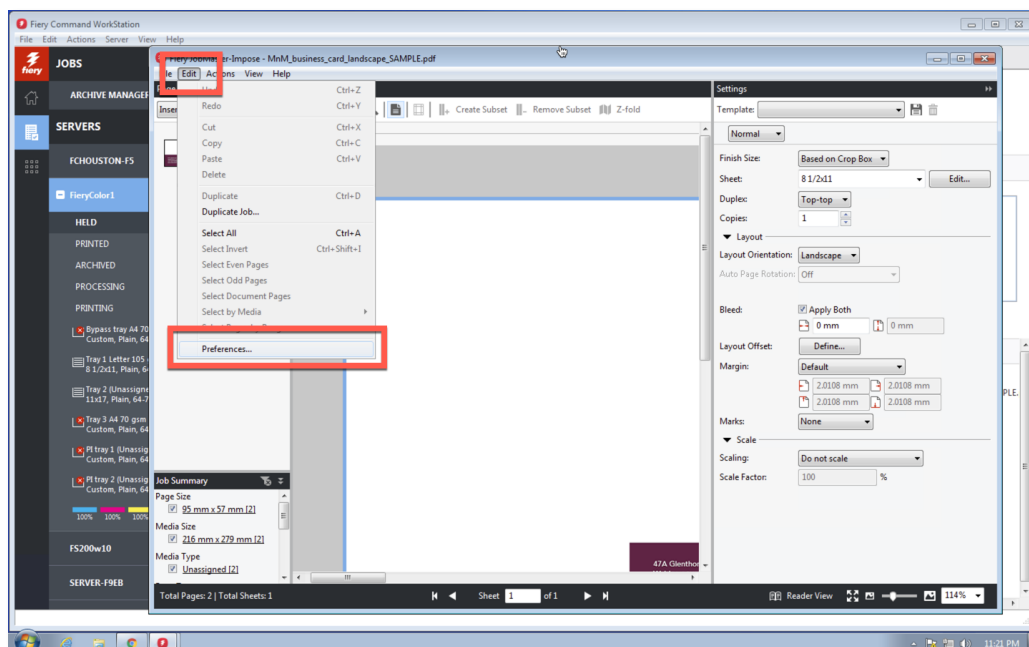 Fiery Command WorkStation
File Edit Actions Server View Help
fiery
JOBS
ARCHIVE MANAGER
SERVERS
FCHOUSTON-F5
FieryColor1
HELD
PRINTED
ARCHIVED
PROCESSING
PRINTING
Bypass tray A4 70
Custom, Plain, 64
Tray 1 Letter 105
8 1/2x11, Plain, 64
Tray 2 (Unassigne
11x17, Plain, 64-7
Tray 3 A4 70 gsm
Custom, Plain, 64
PI tray 1 (Unassig
Custom, Plain, 64
PI tray 2 (Unassig
Custom, Plain, 64
100% 100% 100%
FS200w10
SERVER-F9EB
Fiery JobMaster-Impose - MnM_business_card_landscape_SAMPLE.pdf
Edit Actions View Help
Ctrl+Z
Redo Ctrl+Y
Cut Ctrl+X
Copy Ctrl+C
Paste Ctrl+V
Delete
Duplicate Ctrl+D
Duplicate Job...
Select All Ctrl+A
Select Invert Ctrl+Shift+I
Select Even Pages
Select Odd Pages
Select Document Pages
Select by Media
Preferences...
Create Subset Remove Subset Z-fold
47A Glenthor
Job Summary
Page Size
95 mm x 57 mm [2]
Media Size
216 mm x 279 mm [2]
Media Type
Unassigned [2]
Settings
Template:
Normal
Finish Size: Based on Crop Box
Sheet: 8 1/2x11 Edit...
Duplex: Top-top
Copies: 1
Layout
Layout Orientation: Landscape
Auto Page Rotation: Off
Bleed: Apply Both
0 mm 0 mm
Layout Offset: Define...
Margin: Default
2.0108 mm 2.0108 mm
2.0108 mm 2.0108 mm
Marks: None
Scale
Scaling: Do not scale
Scale Factor: 100 %
PLE.
Total Pages: 2 | Total Sheets: 1 Sheet 1 of 1 Reader View 114%
11:21 PM